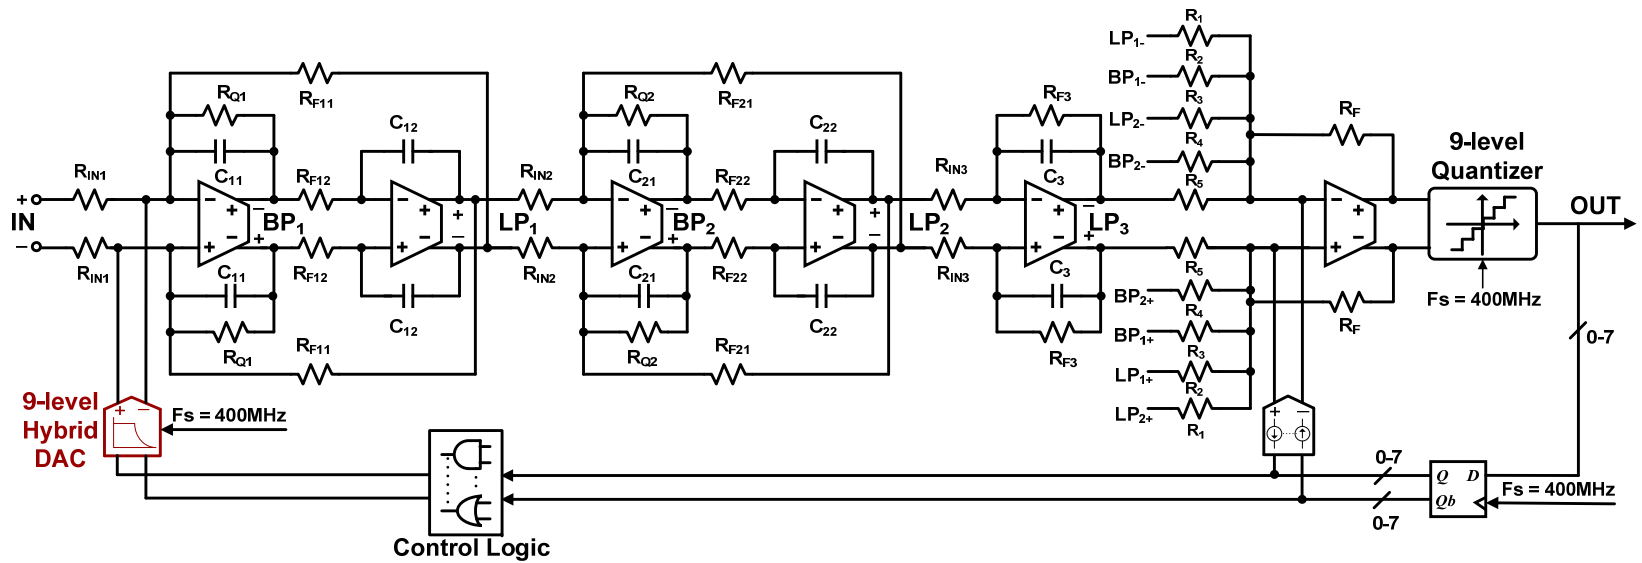 LP1-
R1
BP1-
R2
LP2-
R3
BP2-
R4
R5
RF11
RQ1
C11
C12
RF21
RQ2
C21
C22
RF3
C3
RF
9-level
Quantizer
RIN1
RF12
RIN2
RF22
RIN3
+
IN
−
BP1
LP1
BP2
LP2
LP3
OUT
RIN1
RF12
RIN2
RF22
RIN3
R5
C11
C12
C21
C22
C3
RF
Fs = 400MHz
RQ1
RF11
RQ2
RF21
RF3
BP2+
R4
BP1+
R3
LP1+
R2
LP2+
R1
0-7
9-level
Hybrid
DAC
+ −
Fs = 400MHz
+ −
0-7
0-7
Q D
Qb
Fs = 400MHz
Control Logic